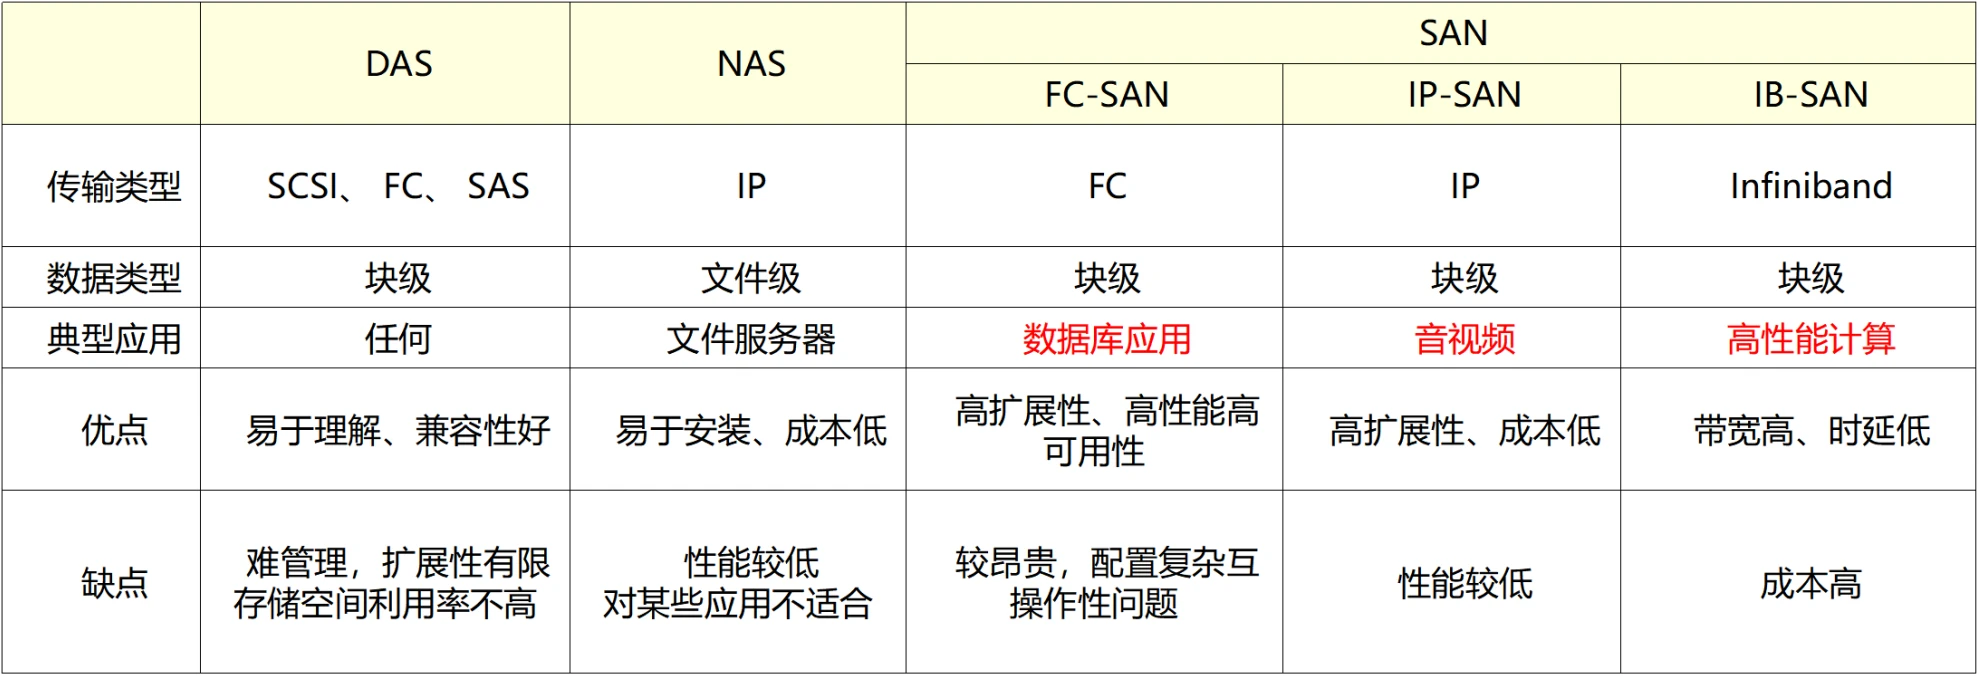 DAS
NAS
SAN
FC-SAN
IP-SAN
IB-SAN
传输类型
SCSI、 FC、 SAS
IP
FC
IP
Infiniband
数据类型
块级
文件级
块级
块级
块级
典型应用
任何
文件服务器
数据库应用
音视频
高性能计算
优点
易于理解、兼容性好
易于安装、成本低
高扩展性、高性能高
可用性
高扩展性、成本低
带宽高、时延低
缺点
难管理，扩展性有限
存储空间利用率不高
性能较低
对某些应用不适合
较昂贵，配置复杂互
操作性问题
性能较低
成本高